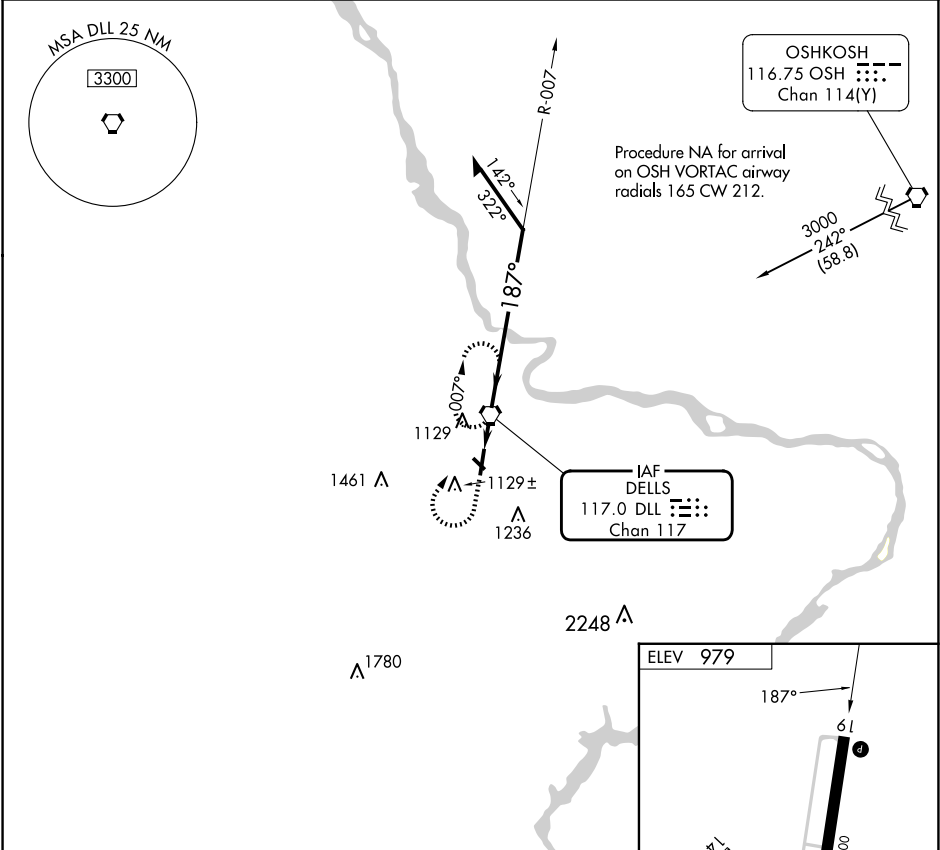 MSA DLL 25 NM
3300
R-007
142°
322°
OSHKOSH
116.75 OSH
Chan 114(Y)
Procedure NA for arrival
on OSH VORTAC airway
radials 165 CW 212.
3000
242°
(58.8)
187°
007°
1129
1461
1129±
1236
IAF
DELLS
117.0 DLL
Chan 117
2248
1780
ELEV 979
187°
19
P